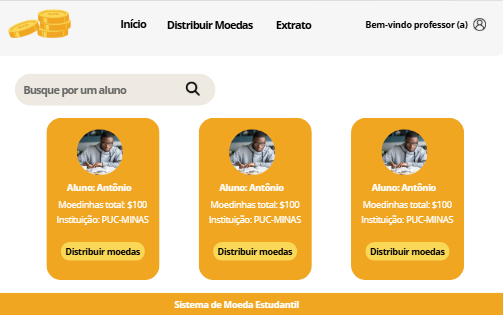 Início Distribuir Moedas Extrato Bem-vindo professor (a)
Busque por um aluno
Aluno: Antônio
Moedinhas total: $100
Instituição: PUC-MINAS
Distribuir moedas
Aluno: Antônio
Moedinhas total: $100
Instituição: PUC-MINAS
Distribuir moedas
Aluno: Antônio
Moedinhas total: $100
Instituição: PUC-MINAS
Distribuir moedas
Sistema de Moeda Estudantil